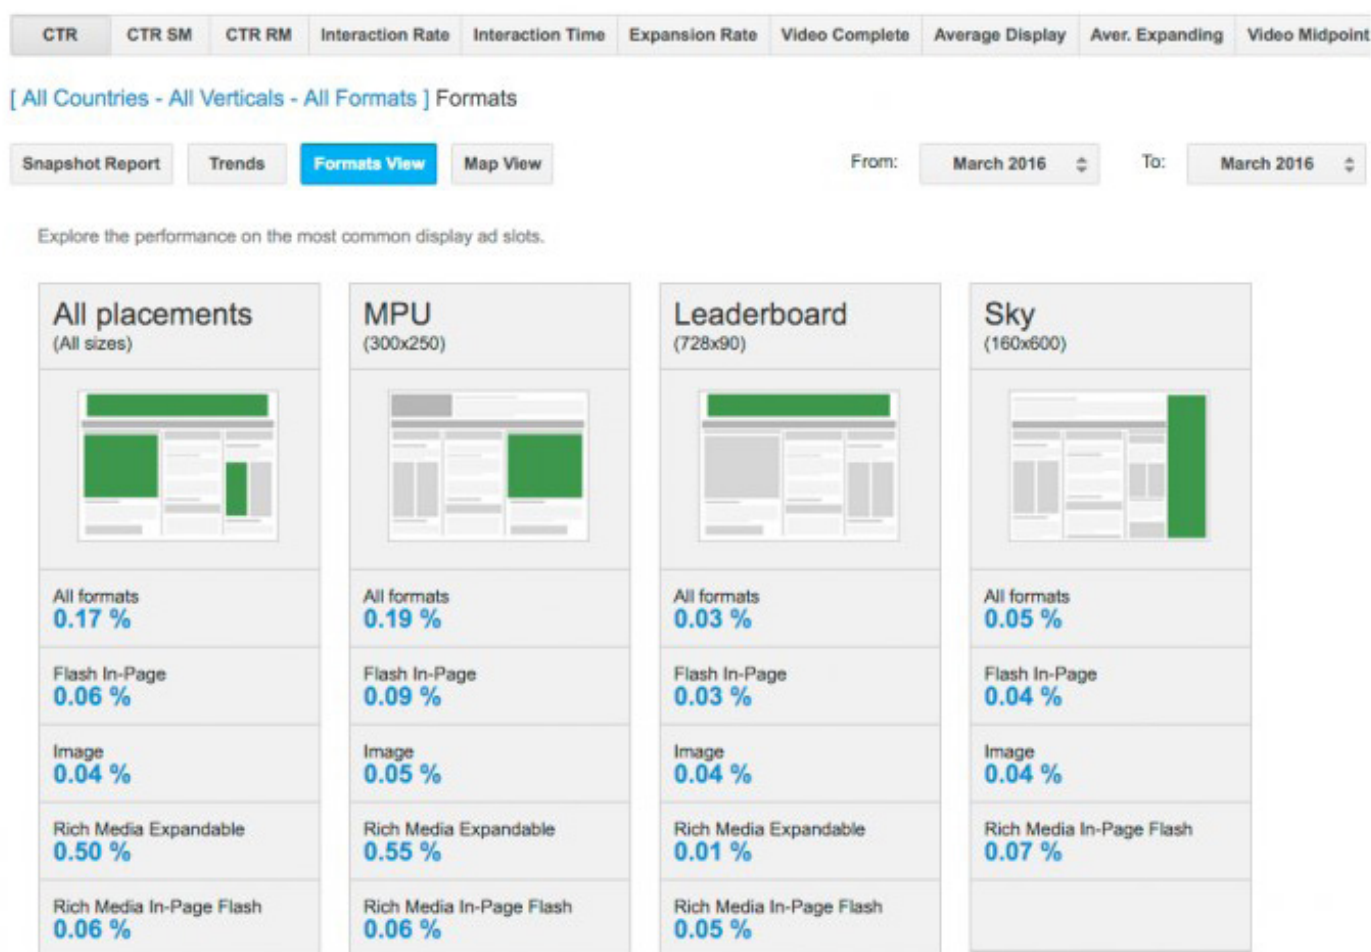 CTR CTR SM CTR RM Interaction Rate Interaction Time Expansion Rate Video Complete Average Display Aver. Expanding Video Midpoint
[ All Countries - All Verticals - All Formats ] Formats
Snapshot Report Trends Formats View Map View From: March 2016 To: March 2016
Explore the performance on the most common display ad slots.
All placements
(All sizes)
All formats
0.17 %
Flash In-Page
0.06 %
Image
0.04 %
Rich Media Expandable
0.50 %
Rich Media In-Page Flash
0.06 %
MPU
(300x250)
All formats
0.19 %
Flash In-Page
0.09 %
Image
0.05 %
Rich Media Expandable
0.55 %
Rich Media In-Page Flash
0.06 %
Leaderboard
(728x90)
All formats
0.03 %
Flash In-Page
0.03 %
Image
0.04 %
Rich Media Expandable
0.01 %
Rich Media In-Page Flash
0.05 %
Sky
(160x600)
All formats
0.05 %
Flash In-Page
0.04 %
Image
0.04 %
Rich Media In-Page Flash
0.07 %